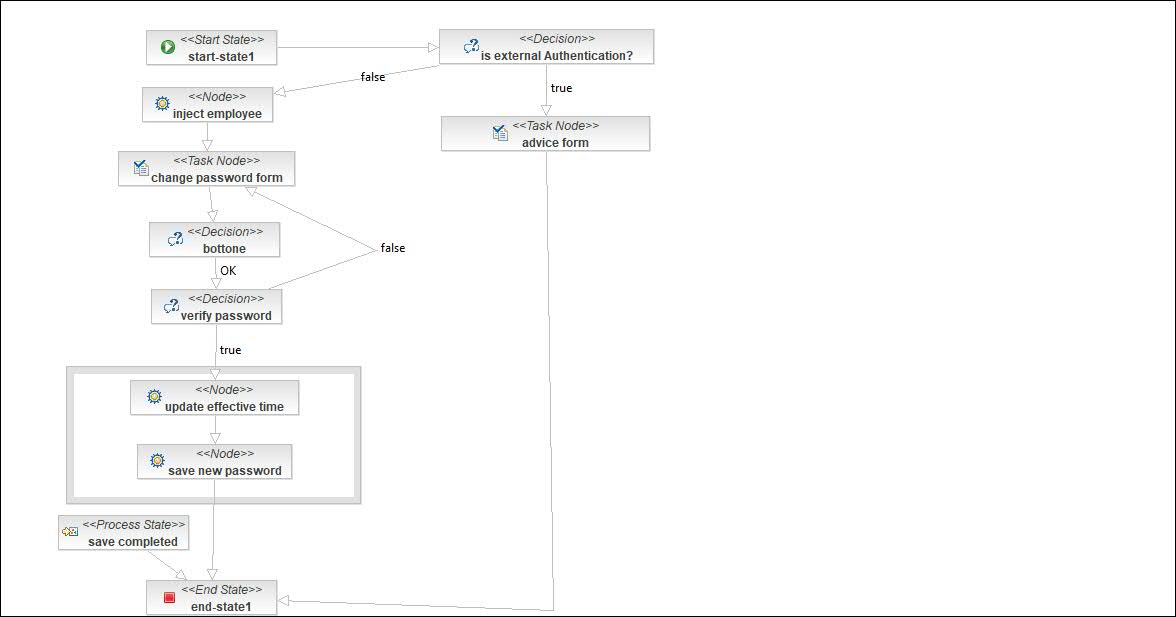 <<Start State>>
start-state1
<<Decision>>
is external Authentication?
false
true
<<Node>>
inject employee
<<Task Node>>
advice form
<<Task Node>>
change password form
<<Decision>>
bottone
false
OK
<<Decision>>
verify password
true
<<Node>>
update effective time
<<Node>>
save new password
<<Process State>>
save completed
<<End State>>
end-state1